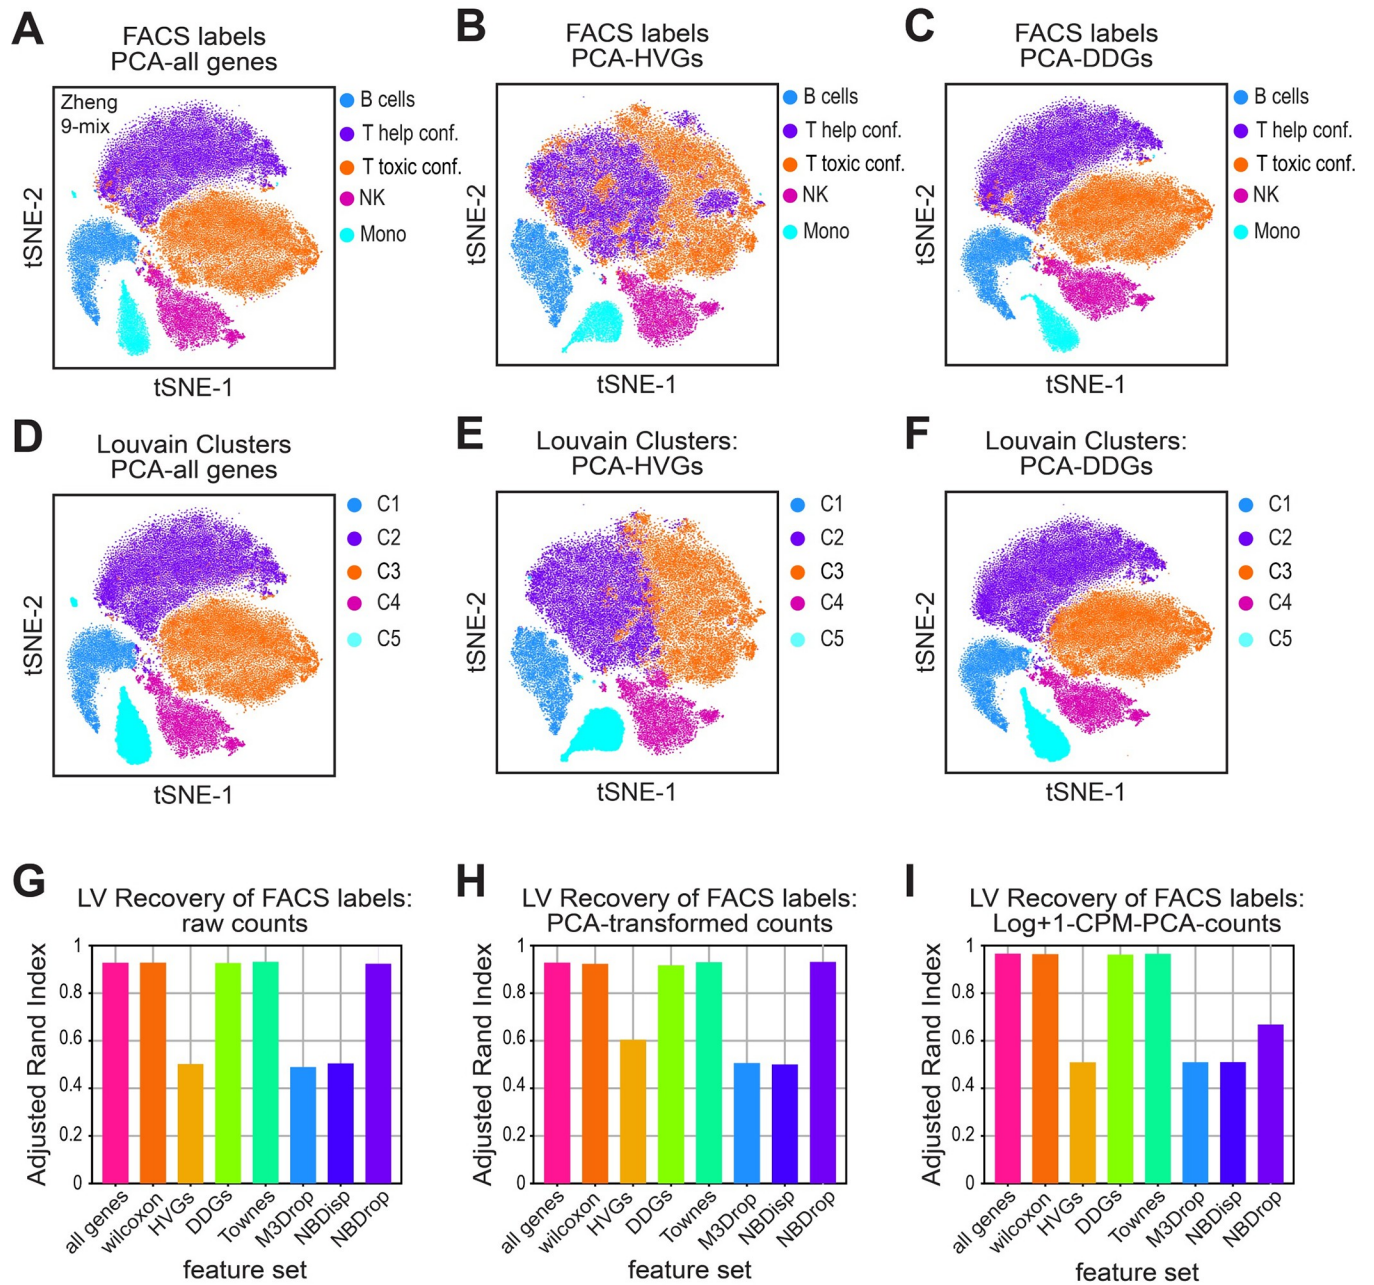 A
FACS labels
PCA-all genes
Zheng
9-mix
B cells
T help conf.
T toxic conf.
NK
Mono
tSNE-2
tSNE-1
B
FACS labels
PCA-HVGs
B cells
T help conf.
T toxic conf.
NK
Mono
tSNE-2
tSNE-1
C
FACS labels
PCA-DDGs
B cells
T help conf.
T toxic conf.
NK
Mono
tSNE-2
tSNE-1
D
Louvain Clusters
PCA-all genes
C1
C2
C3
C4
C5
tSNE-2
tSNE-1
E
Louvain Clusters:
PCA-HVGs
C1
C2
C3
C4
C5
tSNE-2
tSNE-1
F
Louvain Clusters:
PCA-DDGs
C1
C2
C3
C4
C5
tSNE-2
tSNE-1
G
LV Recovery of FACS labels:
raw counts
Adjusted Rand Index
1
0.8
0.6
0.4
0.2
0
all genes
wilcoxon
HVGs
DDGs
Townes
M3Drop
NBDisp
NBDrop
feature set
H
LV Recovery of FACS labels:
PCA-transformed counts
Adjusted Rand Index
1
0.8
0.6
0.4
0.2
0
all genes
wilcoxon
HVGs
DDGs
Townes
M3Drop
NBDisp
NBDrop
feature set
I
LV Recovery of FACS labels:
Log+1-CPM-PCA-counts
Adjusted Rand Index
1
0.8
0.6
0.4
0.2
0
all genes
wilcoxon
HVGs
DDGs
Townes
M3Drop
NBDisp
NBDrop
feature set